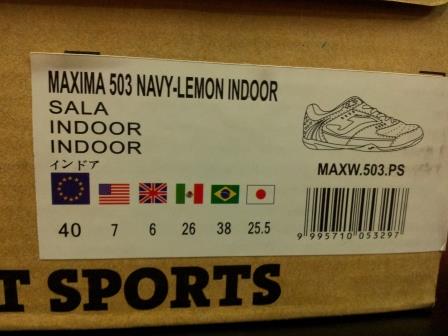 MAXIMA 503 NAVY-LEMON INDOOR
SALA
INDOOR
INDOOR
インドア
MAXW.503.PS
40 7 6 26 38 25.5
9 995710 053297
T SPORTS